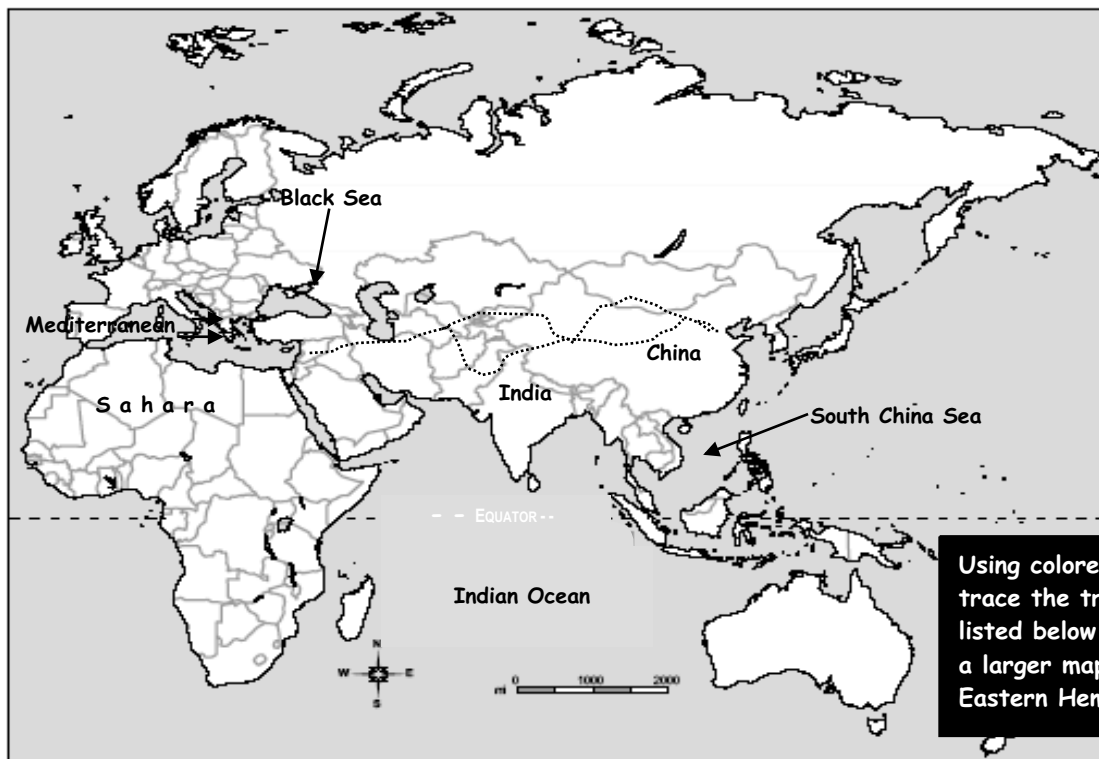 Black Sea
Mediterranean
China
Sahara
India
South China Sea
- - EQUATOR - -
Indian Ocean
N
W E
S
mi 0 1000 2000
Using colore
trace the tr
listed below
a larger map
Eastern Hem